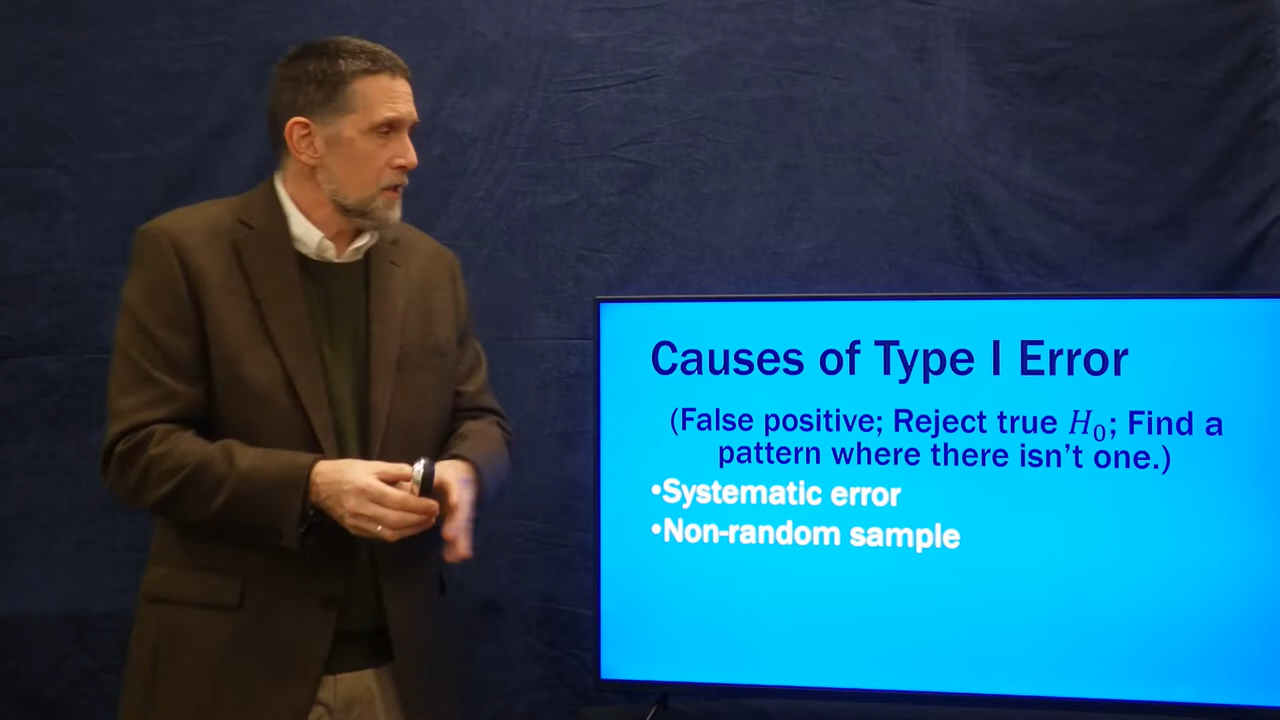 Causes of Type I Error
(False positive; Reject true H₀; Find a
pattern where there isn't one.)
•Systematic error
•Non-random sample